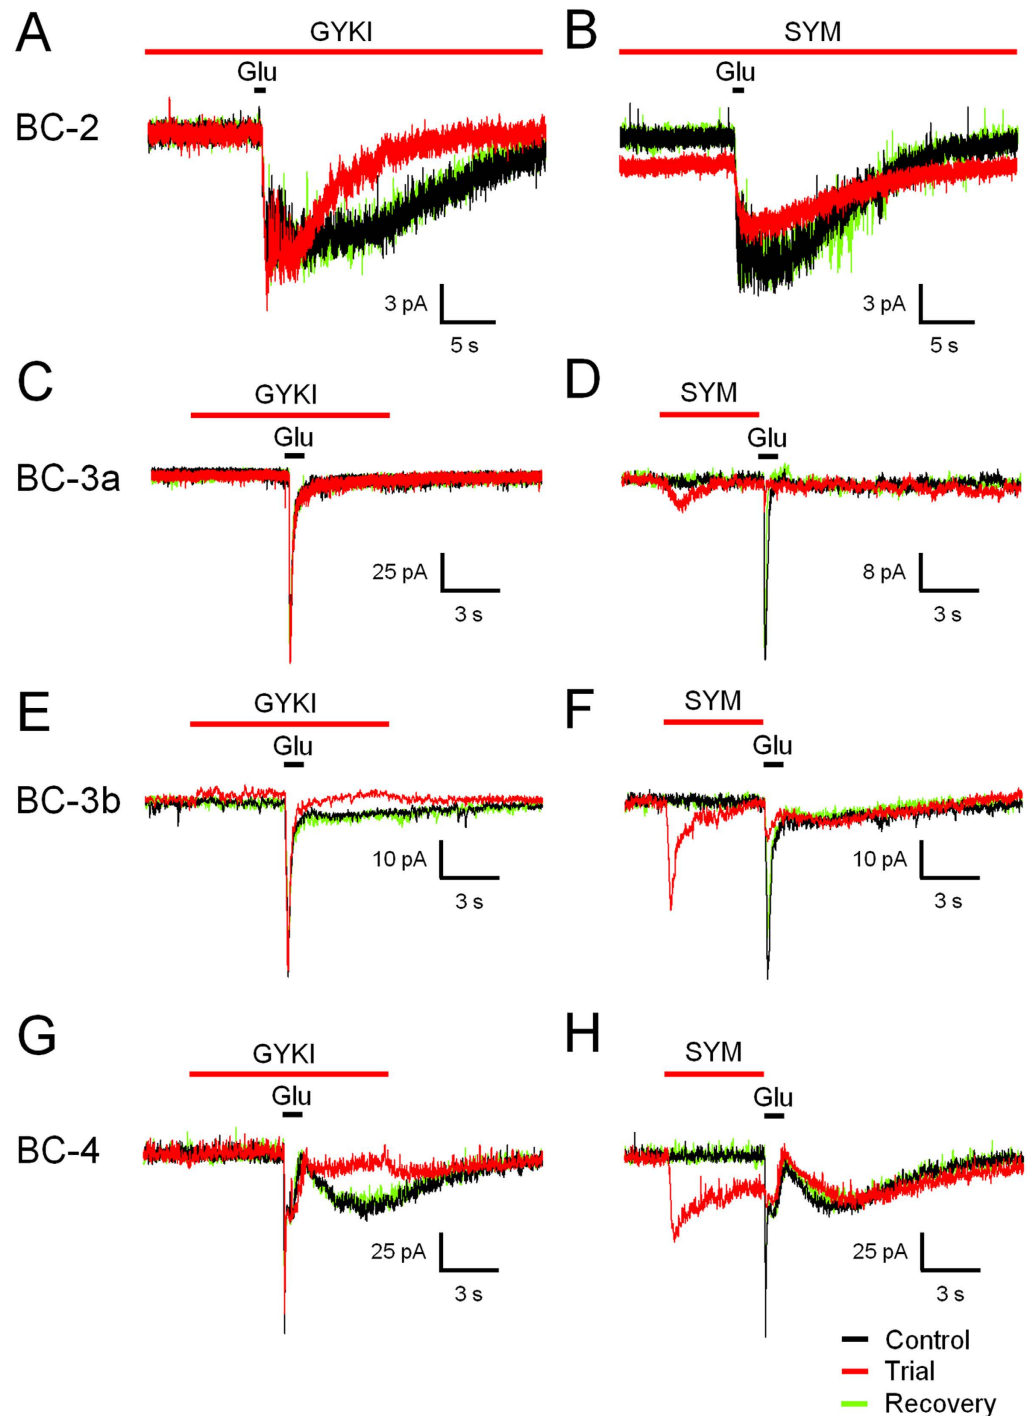 A
GYKI
B
SYM
Glu
Glu
BC-2
3 pA
5 s
3 pA
5 s
C
GYKI
D
SYM
Glu
Glu
BC-3a
25 pA
3 s
8 pA
3 s
E
GYKI
F
SYM
Glu
Glu
BC-3b
10 pA
3 s
10 pA
3 s
G
GYKI
H
SYM
Glu
Glu
BC-4
25 pA
3 s
25 pA
3 s
Control
Trial
Recovery